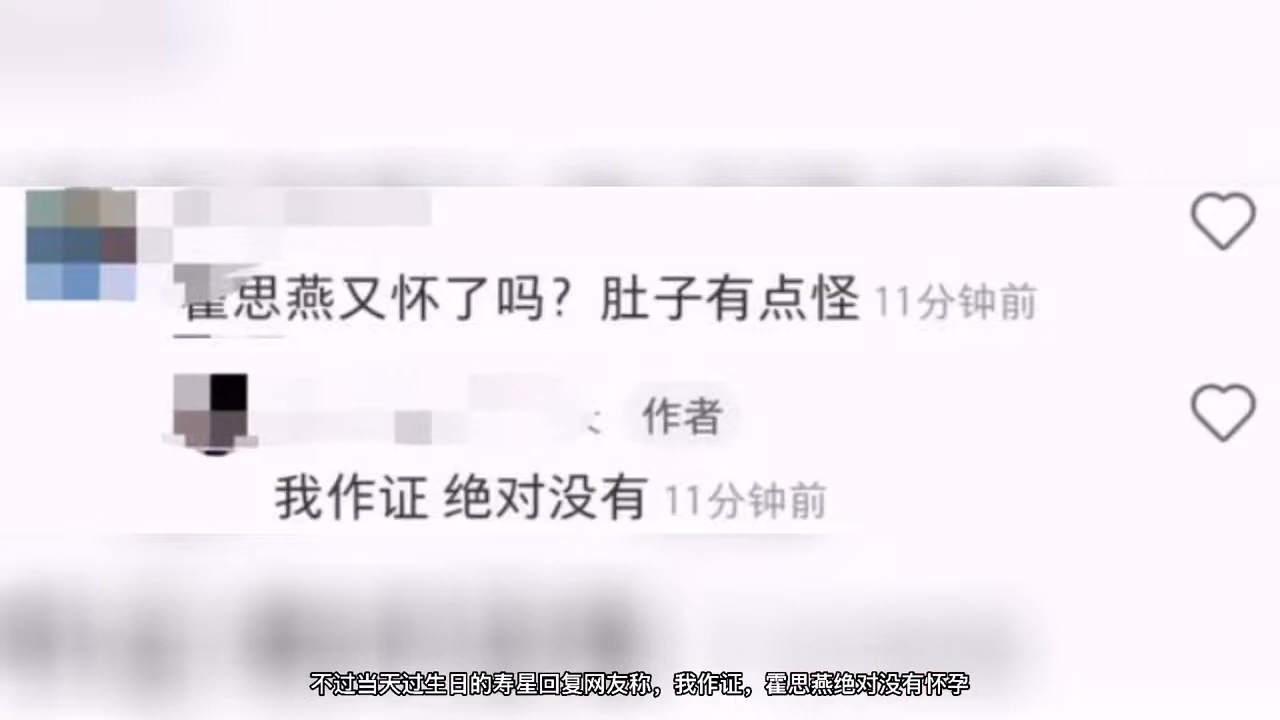 霍思燕又怀了吗？肚子有点怪 11分钟前
作者
我作证 绝对没有 11分钟前
不过当天过生日的寿星回复网友称，我作证，霍思燕绝对没有怀孕